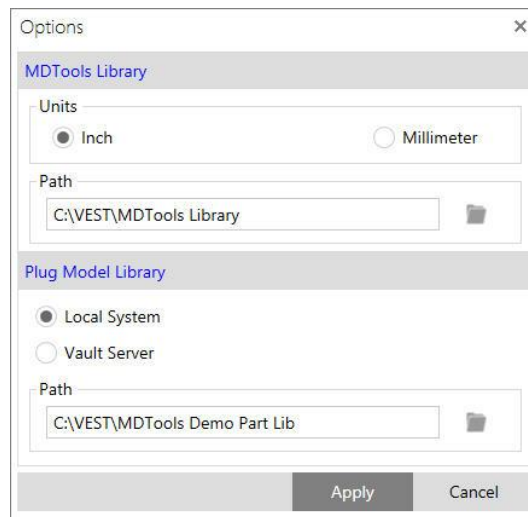 Options
MDTools Library
Units
Inch Millimeter
Path
C:\VEST\MDTools Library
Plug Model Library
Local System
Vault Server
Path
C:\VEST\MDTools Demo Part Lib
Apply Cancel